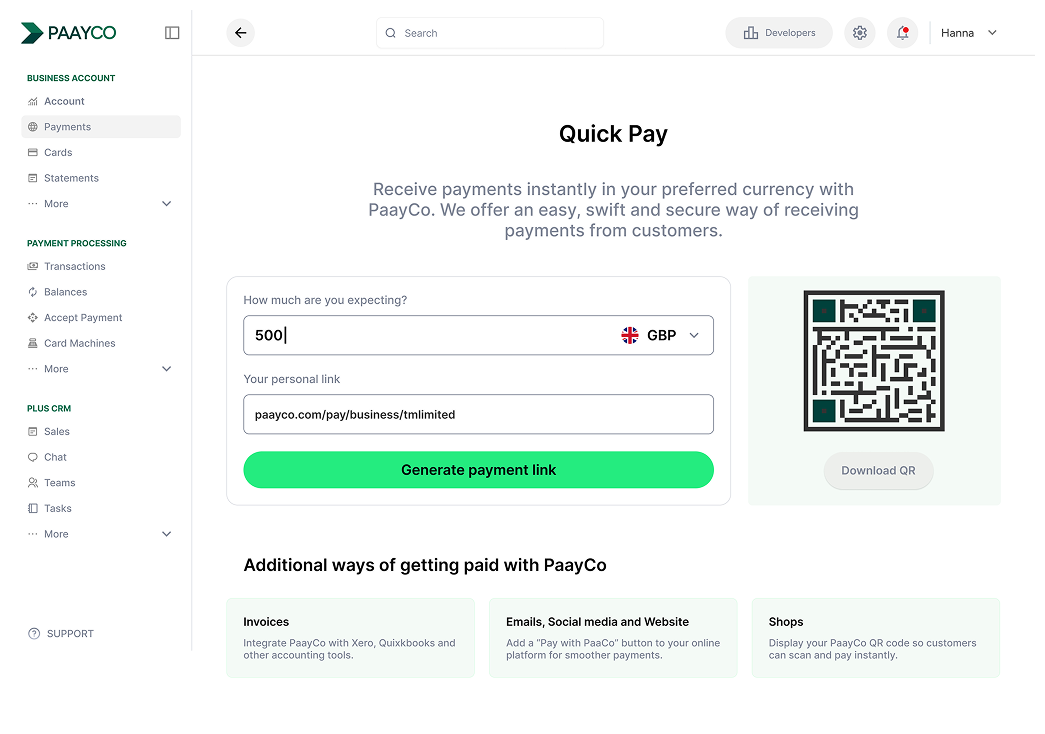 PAAYCO
Search
Developers
Hanna
BUSINESS ACCOUNT
Account
Payments
Cards
Statements
More
PAYMENT PROCESSING
Transactions
Balances
Accept Payment
Card Machines
More
PLUS CRM
Sales
Chat
Teams
Tasks
More
SUPPORT
Quick Pay
Receive payments instantly in your preferred currency with
PaayCo. We offer an easy, swift and secure way of receiving
payments from customers.
How much are you expecting?
500
GBP
Your personal link
paayco.com/pay/business/tmlimited
Generate payment link
Download QR
Additional ways of getting paid with PaayCo
Invoices
Integrate PaayCo with Xero, Quixkbooks and
other accounting tools.
Emails, Social media and Website
Add a "Pay with PaaCo" button to your online
platform for smoother payments.
Shops
Display your PaayCo QR code so customers
can scan and pay instantly.